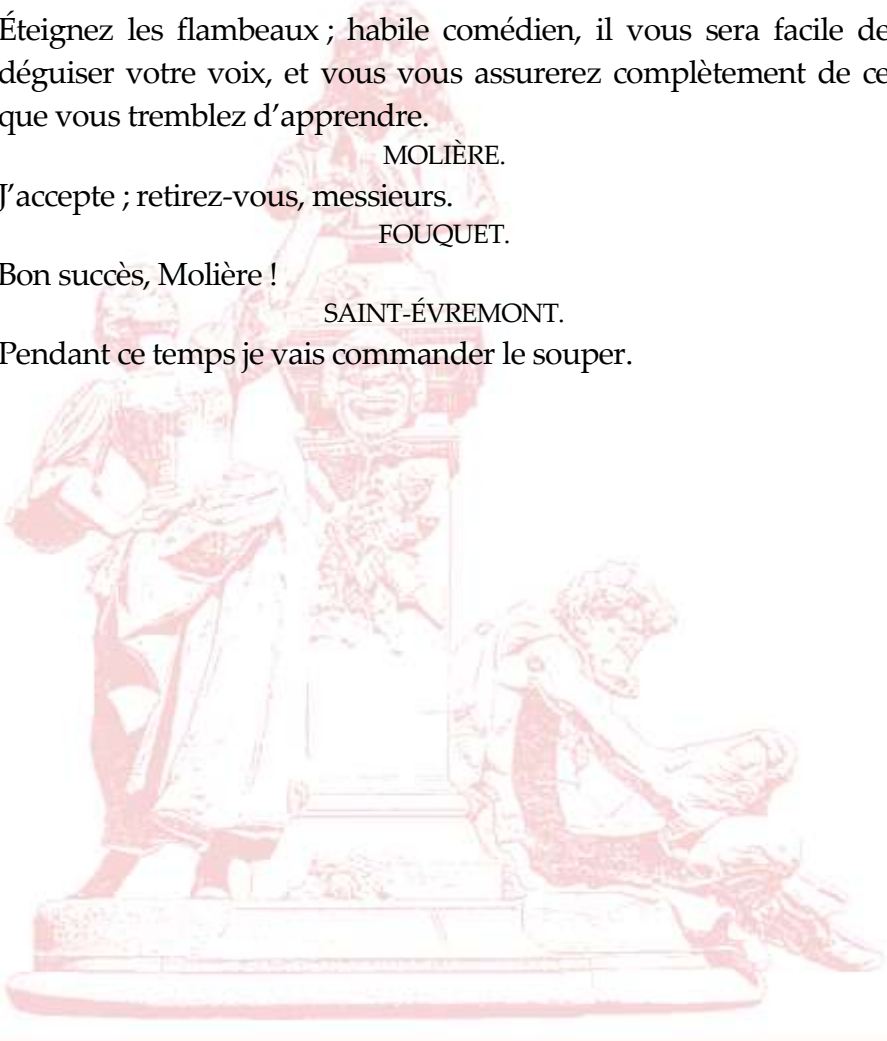 Éteignez les flambeaux ; habile comédien, il vous sera facile de
déguiser votre voix, et vous vous assurerez complètement de ce
que vous tremblez d’apprendre.
MOLIÈRE.
J’accepte ; retirez-vous, messieurs.
FOUQUET.
Bon succès, Molière !
SAINT-ÉVREMONT.
Pendant ce temps je vais commander le souper.